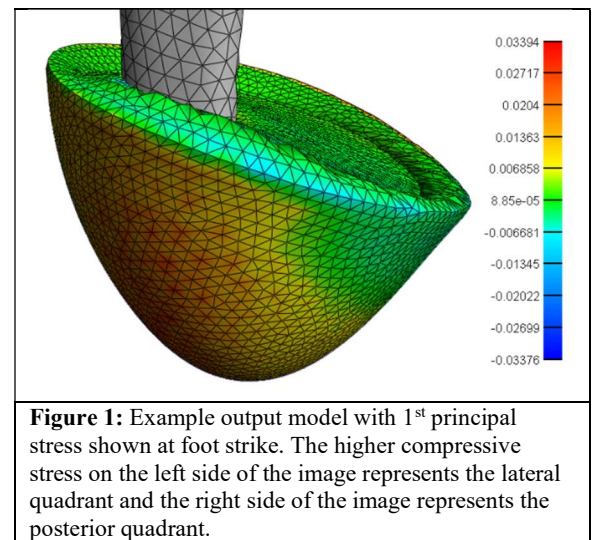 0.03394
0.02717
0.0204
0.01363
0.006858
8.85e-05
-0.006681
-0.01345
-0.02022
-0.02699
-0.03376
Figure 1: Example output model with 1st principal
stress shown at foot strike. The higher compressive
stress on the left side of the image represents the lateral
quadrant and the right side of the image represents the
posterior quadrant.